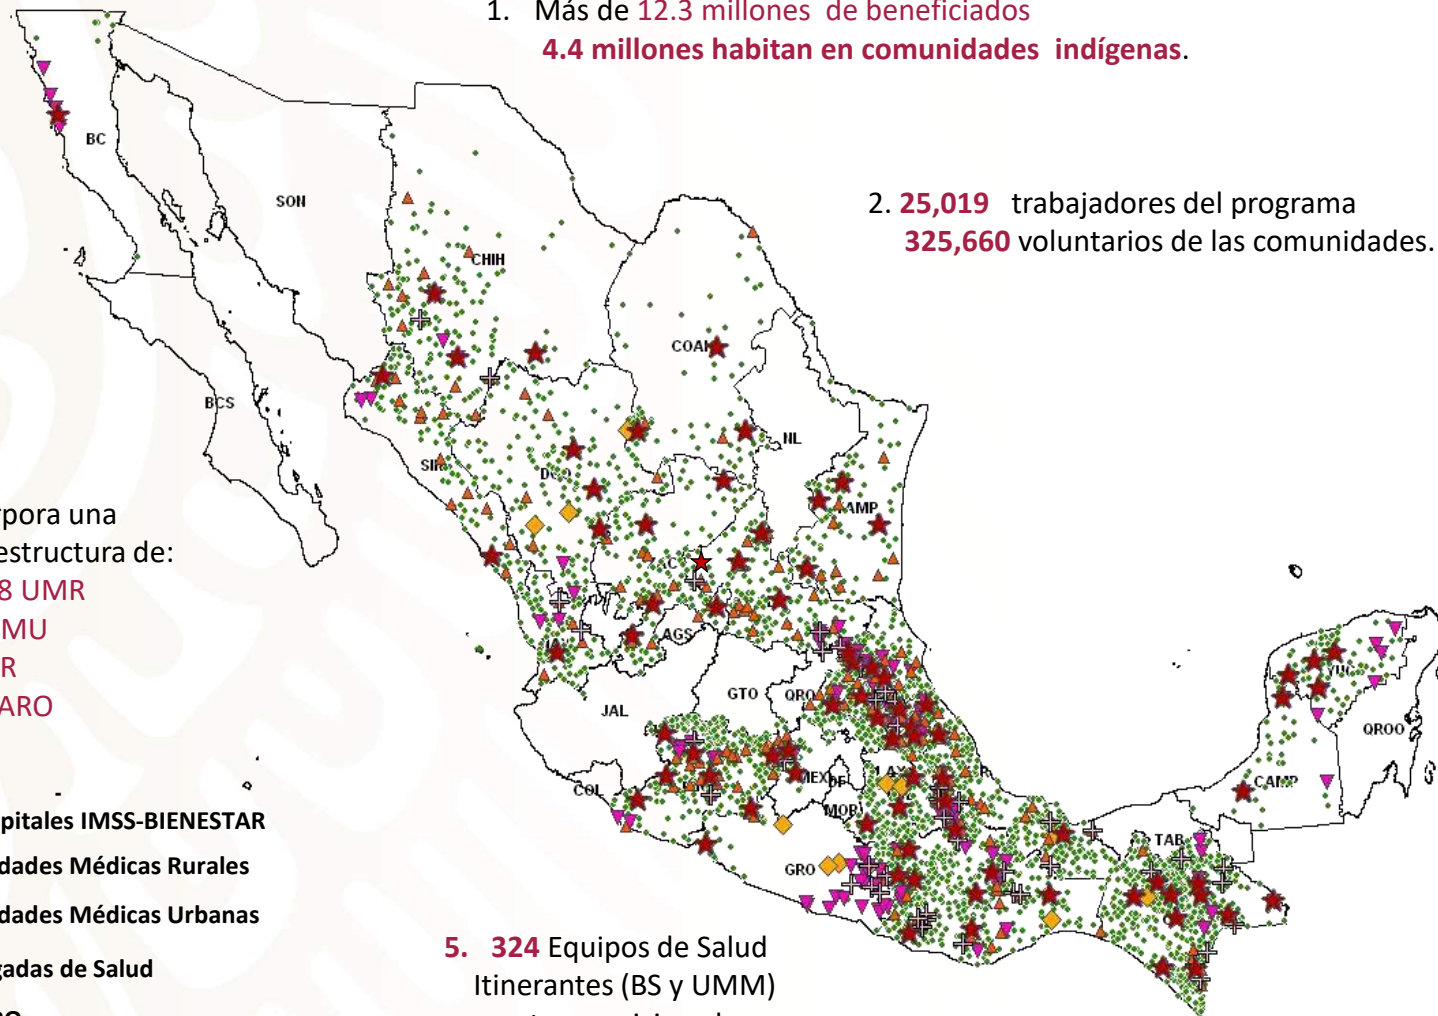 1. Más de 12.3 millones de beneficiados
4.4 millones habitan en comunidades indígenas.
2. 25,019 trabajadores del programa
325,660 voluntarios de las comunidades.
BC
SON
CHIH
COAH
BCS
NL
SIN
DGO
TAMP
ZAC
AGS
NAY
GTO
QRO
JAL
YUC
QROO
CAMP
COL
MEX
DF
TLAX
MOR
TAB
GRO
rpora una
estructura de:
8 UMR
MU
R
ARO
pitales IMSS-BIENESTAR
dades Médicas Rurales
dades Médicas Urbanas
gadas de Salud
5. 324 Equipos de Salud
Itinerantes (BS y UMM)